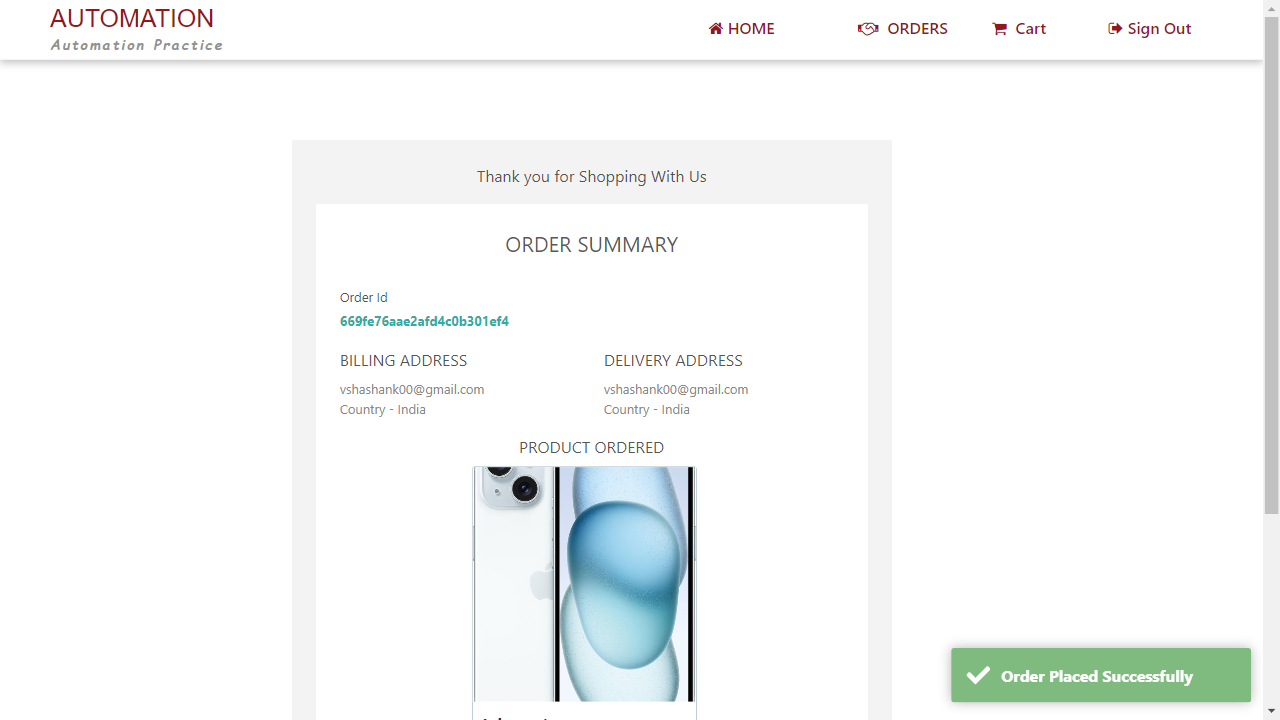 AUTOMATION
Automation Practice
HOME
ORDERS
Cart
Sign Out
Thank you for Shopping With Us
ORDER SUMMARY
Order Id
669fe76aae2afd4c0b301ef4
BILLING ADDRESS
vshashank00@gmail.com
Country - India
DELIVERY ADDRESS
vshashank00@gmail.com
Country - India
PRODUCT ORDERED
Order Placed Successfully